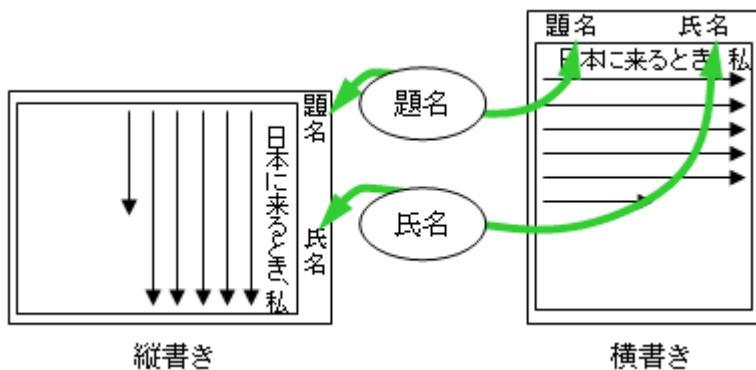 題名
氏名
日本に来るとき、私
縦書き
題名
氏名
題名 氏名
日本に来るとき、私
横書き